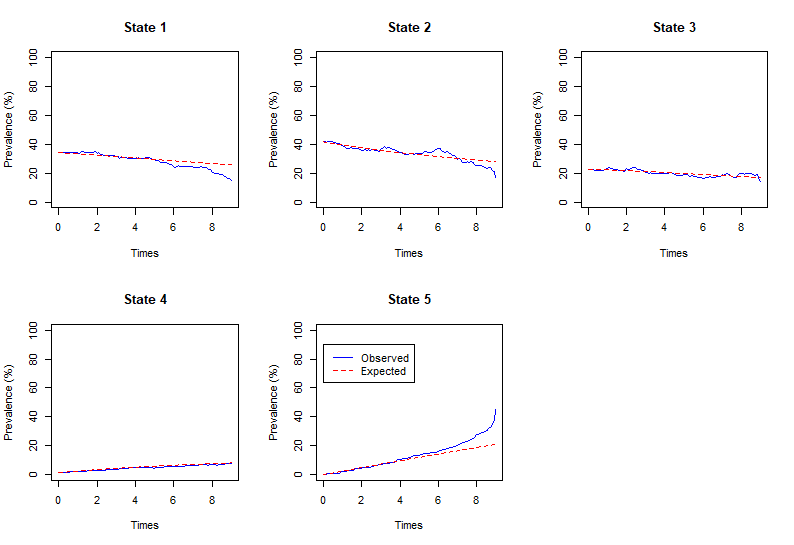 State 1
State 2
State 3
Prevalence (%)
0 20 40 60 80 100
0 2 4 6 8
Times
Prevalence (%)
0 20 40 60 80 100
0 2 4 6 8
Times
Prevalence (%)
0 20 40 60 80 100
0 2 4 6 8
Times
State 4
State 5
Prevalence (%)
0 20 40 60 80 100
0 2 4 6 8
Times
Prevalence (%)
0 20 40 60 80 100
Observed
Expected
0 2 4 6 8
Times